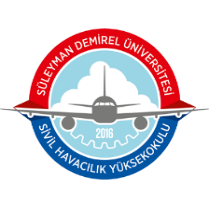 SÜLEYMAN DEMİREL ÜNİVERSİTESİ
2016
SİVİL HAVACILIK YÜKSEKOKULU